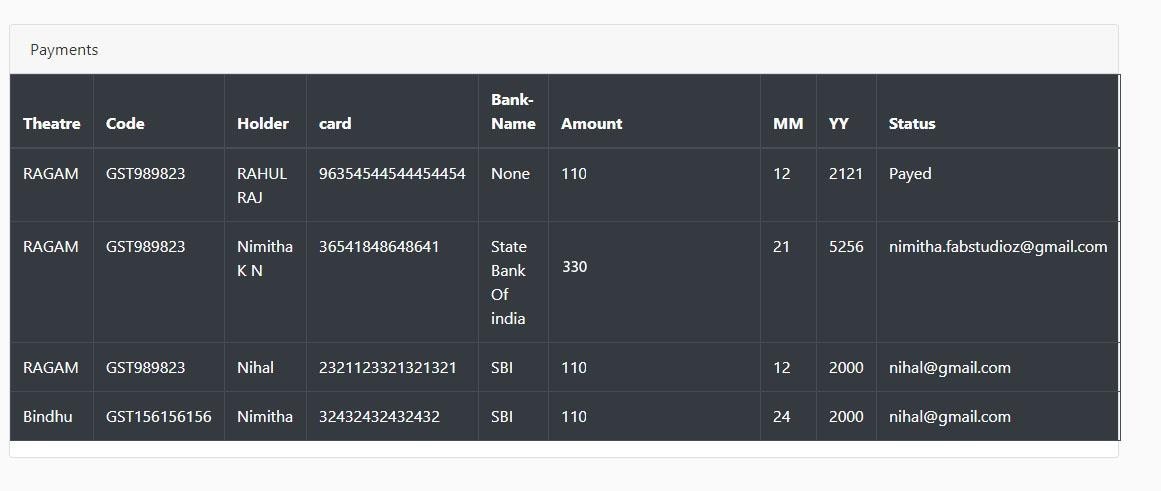 Payments
Theatre Code Holder card Bank-Name Amount MM YY Status
RAGAM GST989823 RAHUL RAJ 96354544544454454 None 110 12 2121 Payed
RAGAM GST989823 Nimitha K N 36541848648641 State Bank Of india 330 21 5256 nimitha.fabstudioz@gmail.com
RAGAM GST989823 Nihal 2321123321321321 SBI 110 12 2000 nihal@gmail.com
Bindhu GST156156156 Nimitha 32432432432432 SBI 110 24 2000 nihal@gmail.com